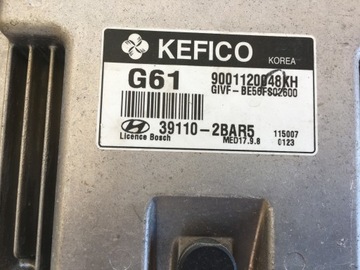 KEFICO
KOREA
G61
9001120048KH
GIVF-BE56FS02600
39110-2BAR5
115007
Licence Bosch
MED17.9.8
0123